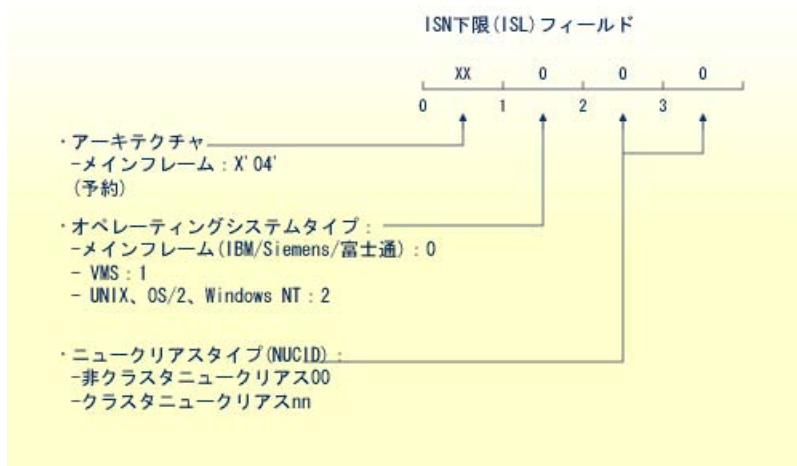 ISN下限(ISL)フィールド
XX 0 0 0
0 1 2 3
・アーキテクチャ
-メインフレーム：X'04'
(予約)
・オペレーティングシステムタイプ：
-メインフレーム(IBM/Siemens/富士通)：0
- VMS：1
- UNIX、OS/2、Windows NT：2
・ニュークリアスタイプ(NUCID)：
-非クラスタニュークリアス00
-クラスタニュークリアスnn